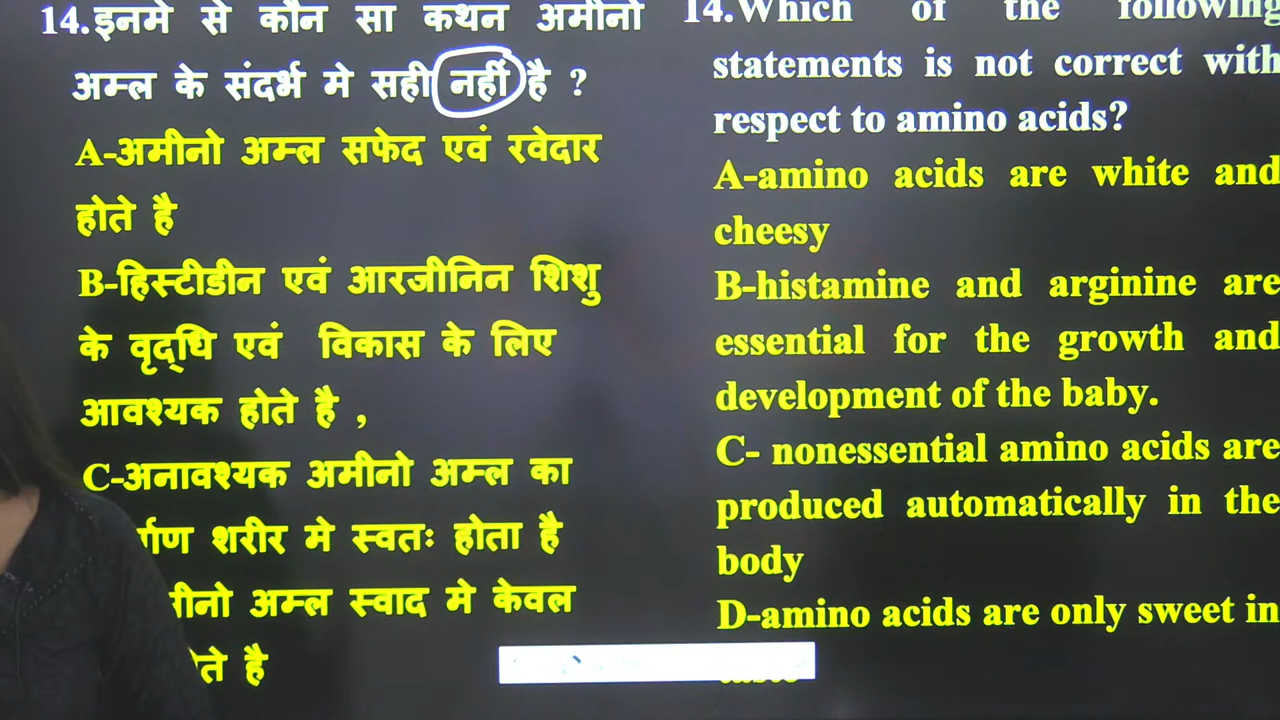 14.इनमे से कौन सा कथन अमीनो
अम्ल के संदर्भ मे सही नहीं है ?
A-अमीनो अम्ल सफेद एवं रवेदार
होते है
B-हिस्टीडीन एवं आरजीनिन शिशु
के वृद्धि एवं विकास के लिए
आवश्यक होते है ,
C-अनावश्यक अमीनो अम्ल का
शरीर मे स्वतः होता है
अम्ल स्वाद मे केवल
है
14.Which of the following
statements is not correct with
respect to amino acids?
A-amino acids are white and
cheesy
B-histamine and arginine are
essential for the growth and
development of the baby.
C- nonessential amino acids are
produced automatically in the
body
D-amino acids are only sweet in